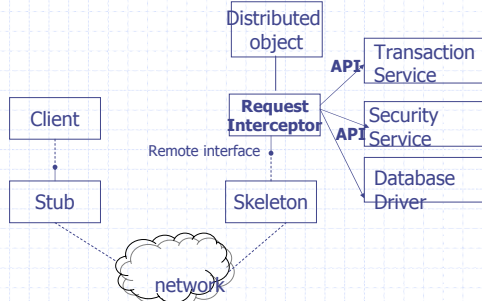 Distributed
object
API
Transaction
Service
Client
Request
Interceptor
API
Security
Service
Remote interface
Stub
Skeleton
Database
Driver
network